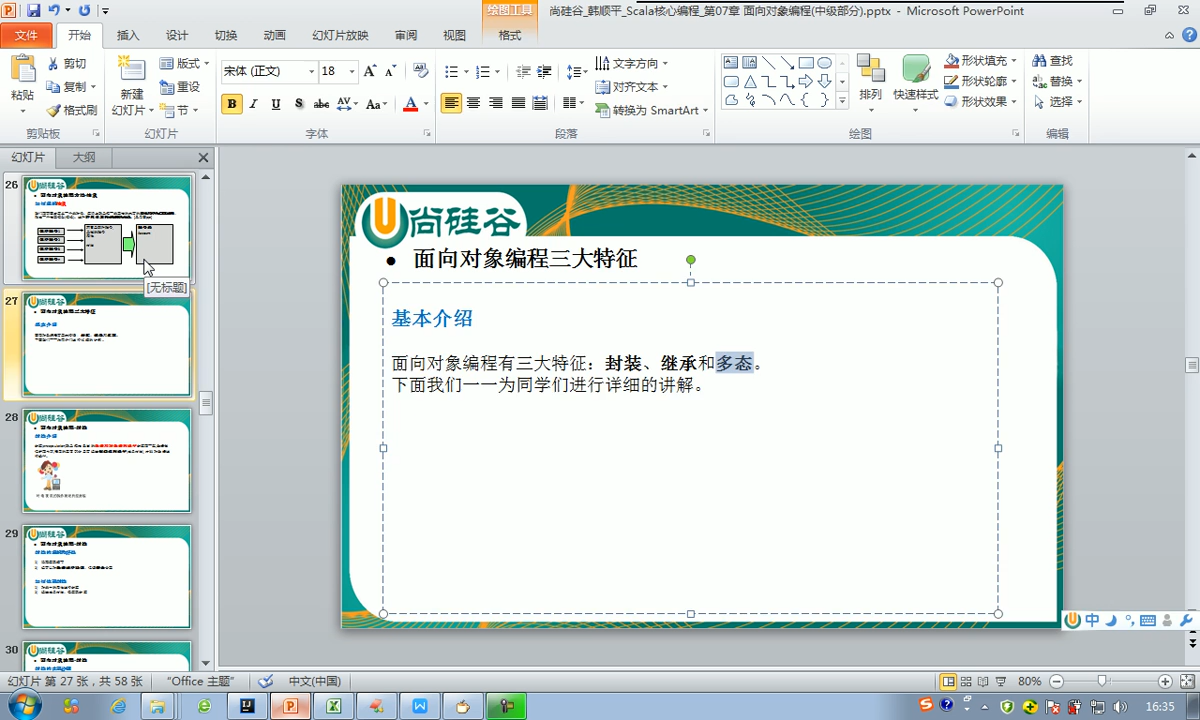 绘图工具
尚硅谷_韩顺平_Scala核心编程_第07章 面向对象编程(中级部分).pptx - Microsoft PowerPoint
文件 开始 插入 设计 切换 动画 幻灯片放映 审阅 视图 格式
粘贴 剪切 复制 格式刷 剪贴板
新建幻灯片 版式 重设 节 幻灯片
宋体 (正文) 18 字体
文字方向 对齐文本 转换为 SmartArt 段落
排列 快速样式 形状填充 形状轮廓 形状效果 绘图
查找 替换 选择 编辑
幻灯片 大纲
26
[无标题]
27
28
29
30
尚硅谷
• 面向对象编程三大特征
基本介绍
面向对象编程有三大特征：封装、继承和多态。
下面我们一一为同学们进行详细的讲解。
中
幻灯片 第 27 张，共 58 张 "Office 主题" 中文(中国) 80%
16:35